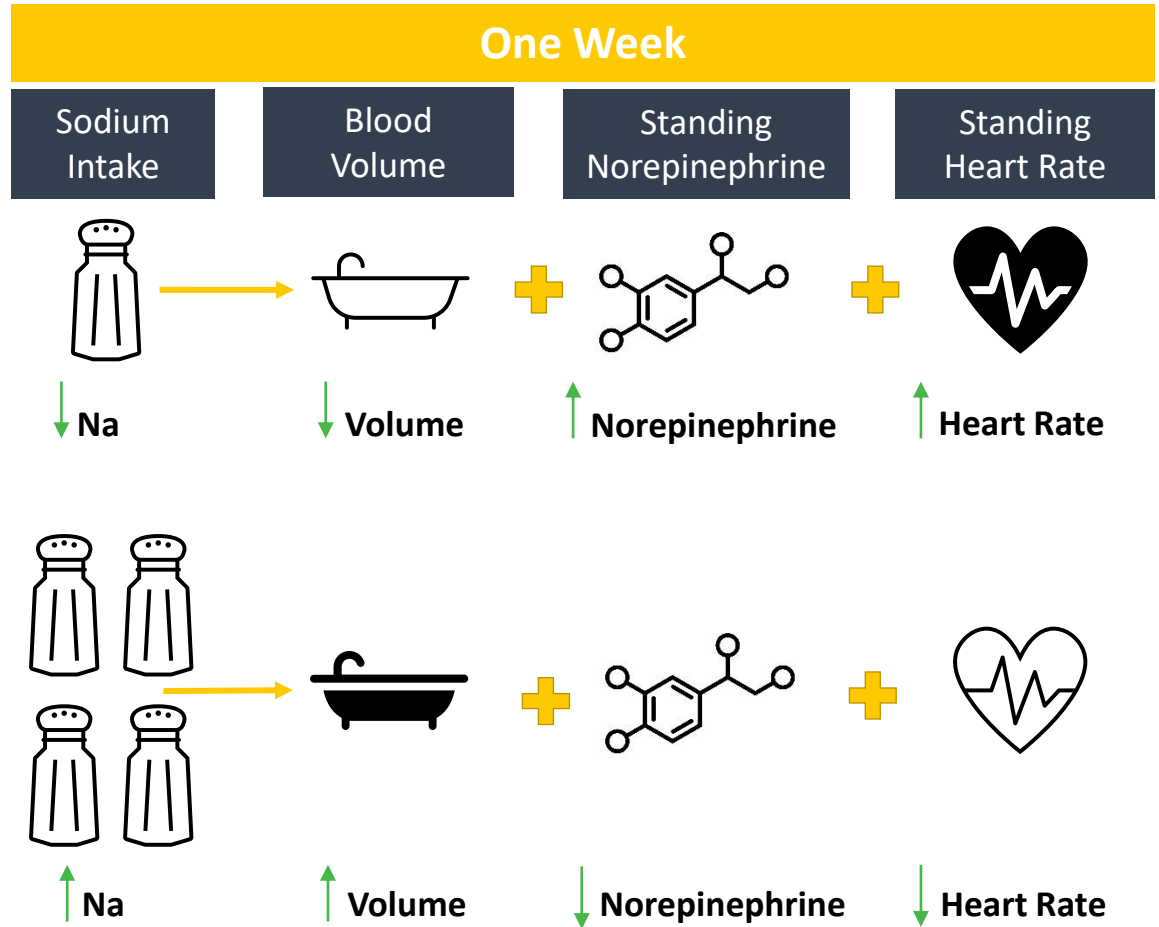 One Week
Sodium
Intake
Blood
Volume
Standing
Norepinephrine
Standing
Heart Rate
Na
Volume
Norepinephrine
Heart Rate
Na
Volume
Norepinephrine
Heart Rate